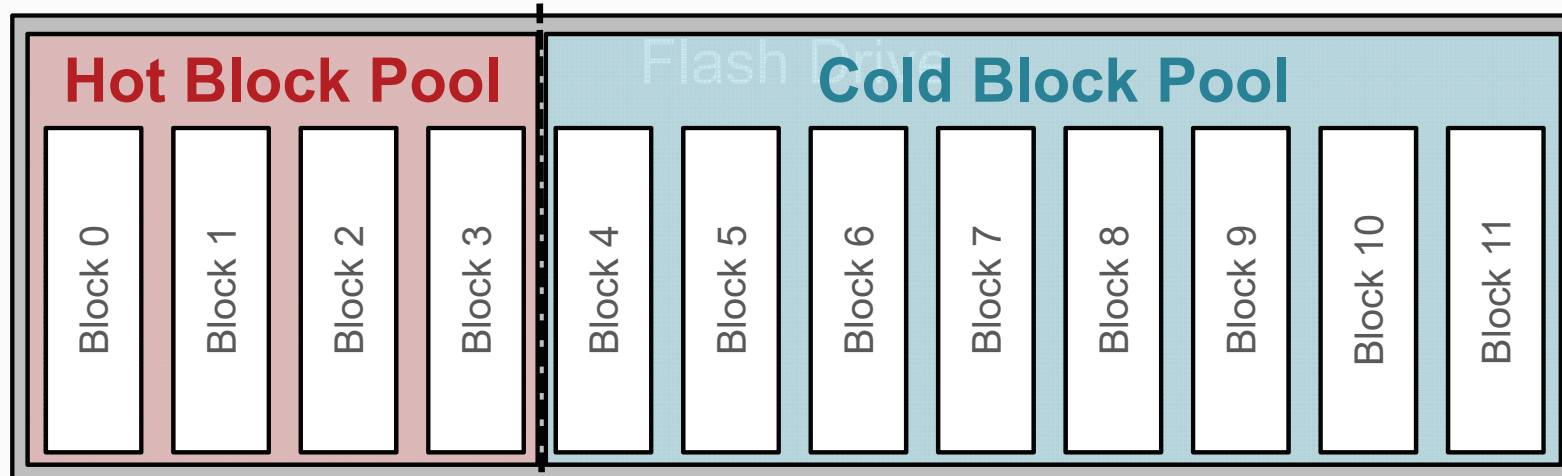 Flash Drive
Hot Block Pool
Cold Block Pool
Block 0
Block 1
Block 2
Block 3
Block 4
Block 5
Block 6
Block 7
Block 8
Block 9
Block 10
Block 11